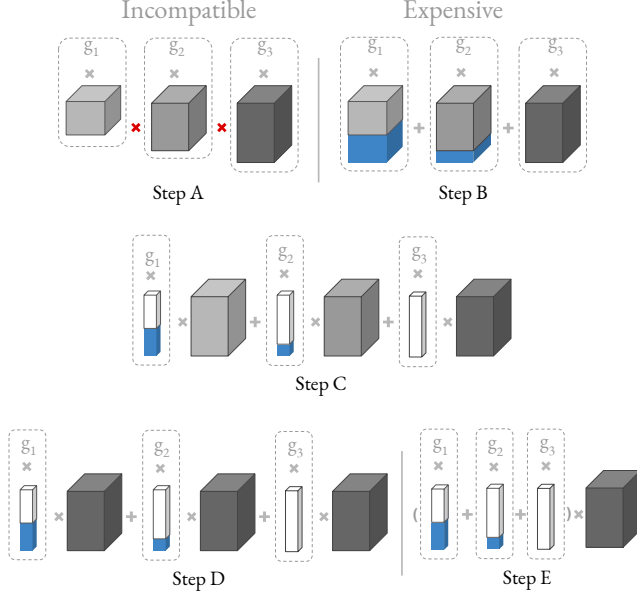 Incompatible
Expensive
g1 g2 g3
× × ×
× ×
Step A
g1 g2 g3
× × ×
+ +
Step B
g1 g2 g3
× × ×
× + × + ×
Step C
g1 g2 g3
× × ×
× + × + ×
Step D
g1 g2 g3
× × ×
( + + ) ×
Step E